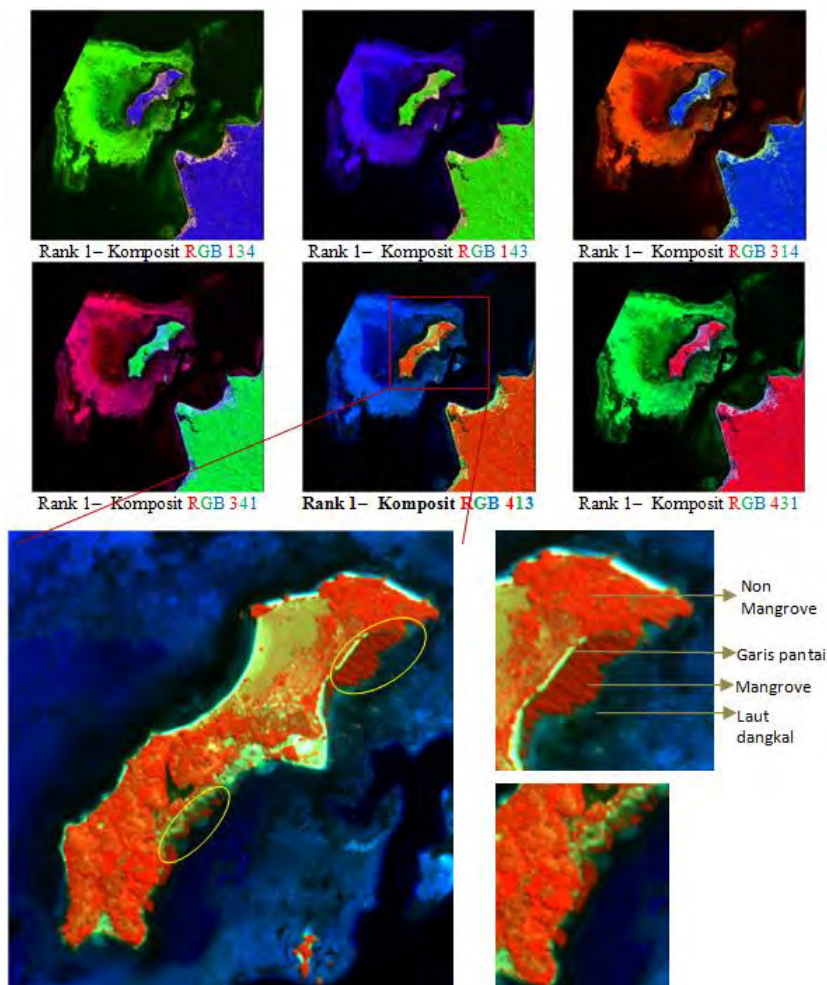 Rank 1– Komposit RGB 134
Rank 1– Komposit RGB 143
Rank 1– Komposit RGB 314
Rank 1– Komposit RGB 341
Rank 1– Komposit RGB 413
Rank 1– Komposit RGB 431
Non
Mangrove
Garis pantai
Mangrove
Laut
dangkal